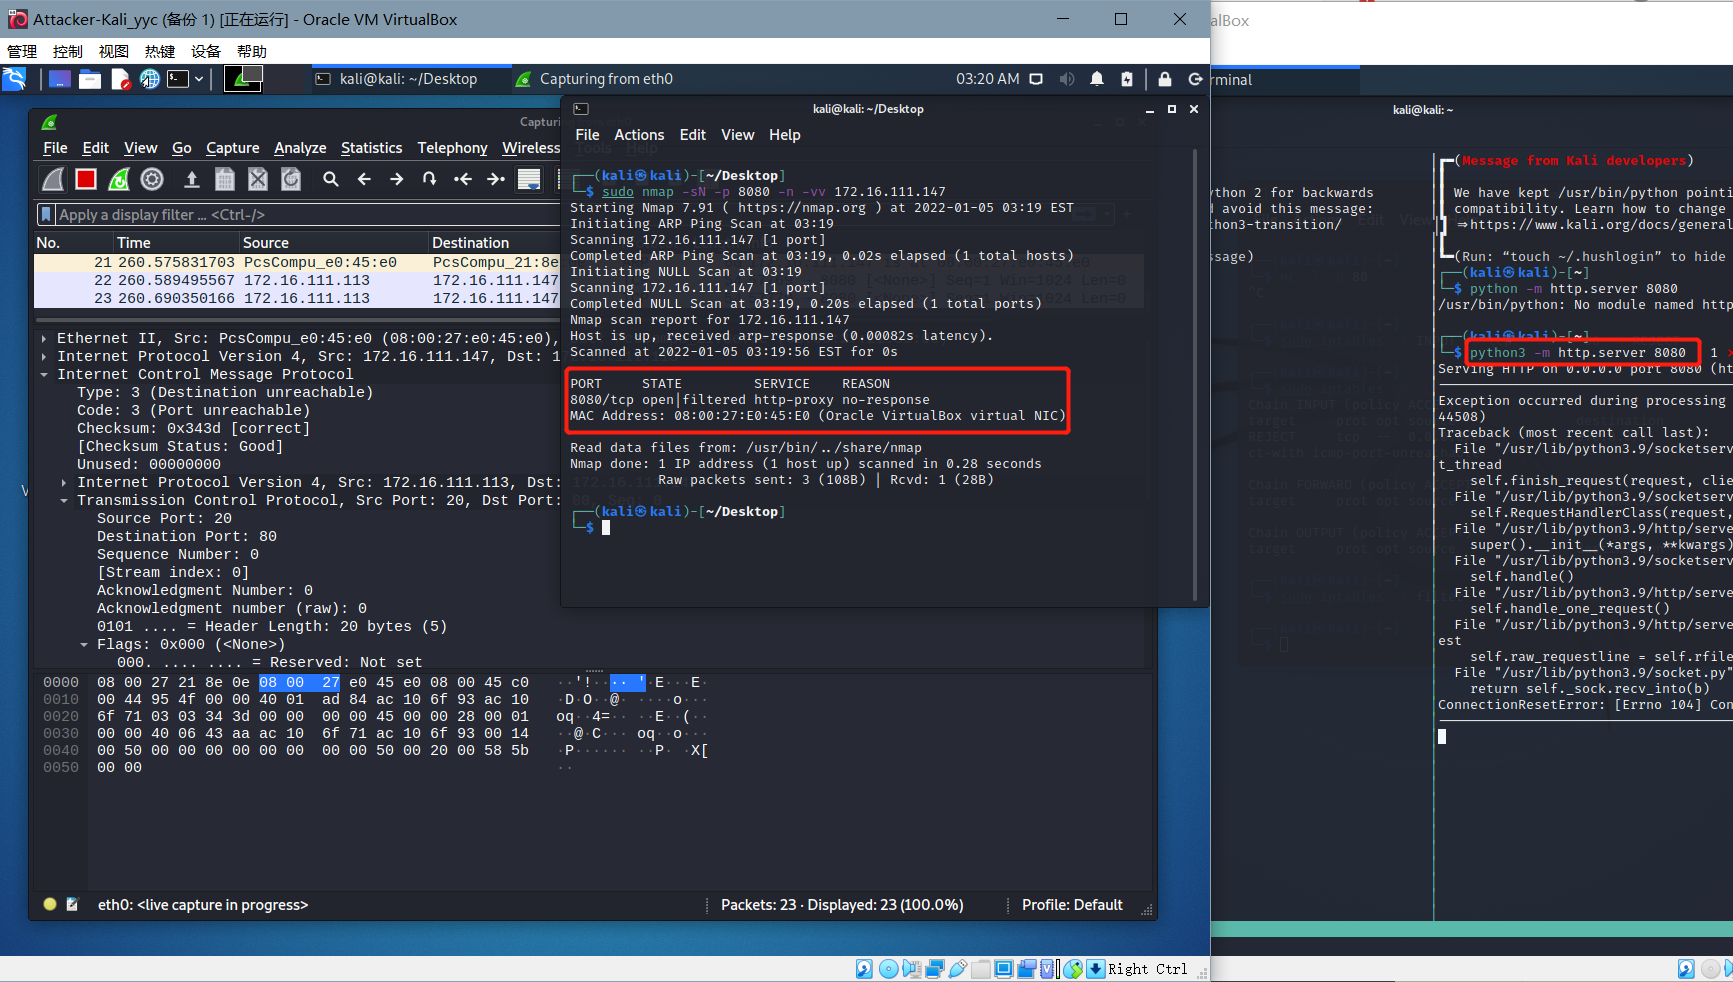 Attacker-Kali_yyc (备份 1) [正在运行] - Oracle VM VirtualBox
管理 控制 视图 热键 设备 帮助
kali@kali: ~/Desktop
Capturing from eth0
03:20 AM
File Edit View Go Capture Analyze Statistics Telephony Wireless
Apply a display filter … <Ctrl-/>
No. Time Source Destination
21 260.575831703 PcsCompu_e0:45:e0 PcsCompu_21:8e
22 260.589495567 172.16.111.113 172.16.111.147
23 260.690350166 172.16.111.113 172.16.111.147
Ethernet II, Src: PcsCompu_e0:45:e0 (08:00:27:e0:45:e0),
Internet Protocol Version 4, Src: 172.16.111.147, Dst:
Internet Control Message Protocol
Type: 3 (Destination unreachable)
Code: 3 (Port unreachable)
Checksum: 0x343d [correct]
[Checksum Status: Good]
Unused: 00000000
Internet Protocol Version 4, Src: 172.16.111.113, Dst:
Transmission Control Protocol, Src Port: 20, Dst Port:
Source Port: 20
Destination Port: 80
Sequence Number: 0
[Stream index: 0]
Acknowledgment Number: 0
Acknowledgment number (raw): 0
0101 .... = Header Length: 20 bytes (5)
Flags: 0x000 (<None>)
000. .... .... = Reserved: Not set
0000 08 00 27 21 8e 0e 08 00 27 e0 45 e0 08 00 45 c0 ··'!···· '·E···E·
0010 00 44 95 4f 00 00 40 01 ad 84 ac 10 6f 93 ac 10 ·D·O··@· ····o···
0020 6f 71 03 03 34 3d 00 00 00 00 45 00 00 28 00 01 oq··4=·· ··E··(··
0030 00 00 40 06 43 aa ac 10 6f 71 ac 10 6f 93 00 14 ··@·C··· oq··o···
0040 00 50 00 00 00 00 00 00 00 00 50 00 20 00 58 5b ·P······ ··P· ·X[
0050 00 00 ··
eth0: <live capture in progress>
Packets: 23 · Displayed: 23 (100.0%)
Profile: Default
kali@kali: ~/Desktop
File Actions Edit View Help
┌──(kali㉿kali)-[~/Desktop]
└─$ sudo nmap -sN -p 8080 -n -vv 172.16.111.147
Starting Nmap 7.91 ( https://nmap.org ) at 2022-01-05 03:19 EST
Initiating ARP Ping Scan at 03:19
Scanning 172.16.111.147 [1 port]
Completed ARP Ping Scan at 03:19, 0.02s elapsed (1 total hosts)
Initiating NULL Scan at 03:19
Scanning 172.16.111.147 [1 port]
Completed NULL Scan at 03:19, 0.20s elapsed (1 total ports)
Nmap scan report for 172.16.111.147
Host is up, received arp-response (0.00082s latency).
Scanned at 2022-01-05 03:19:56 EST for 0s
PORT STATE SERVICE REASON
8080/tcp open|filtered http-proxy no-response
MAC Address: 08:00:27:E0:45:E0 (Oracle VirtualBox virtual NIC)
Read data files from: /usr/bin/../share/nmap
Nmap done: 1 IP address (1 host up) scanned in 0.28 seconds
Raw packets sent: 3 (108B) | Rcvd: 1 (28B)
┌──(kali㉿kali)-[~/Desktop]
└─$
Right Ctrl
alBox
rminal
kali@kali: ~
ython 2 for backwards
d avoid this message:
thon3-transition/
ssage)
┏━(Message from Kali developers)
┃ We have kept /usr/bin/python pointi
┃ compatibility. Learn how to change
┃ ⇒https://www.kali.org/docs/general
┗━(Run: “touch ~/.hushlogin” to hide
┌──(kali㉿kali)-[~]
└─$ python -m http.server 8080
/usr/bin/python: No module named http
┌──(kali㉿kali)-[~]
└─$ python3 -m http.server 8080 1
Serving HTTP on 0.0.0.0 port 8080 (ht
Exception occurred during processing
44508)
Traceback (most recent call last):
File "/usr/lib/python3.9/socketserv
t_thread
self.finish_request(request, clie
File "/usr/lib/python3.9/socketserv
self.RequestHandlerClass(request,
File "/usr/lib/python3.9/http/serve
super().__init__(*args, **kwargs)
File "/usr/lib/python3.9/socketserv
self.handle()
File "/usr/lib/python3.9/http/serve
self.handle_one_request()
File "/usr/lib/python3.9/http/serve
est
self.raw_requestline = self.rfile
File "/usr/lib/python3.9/socket.py"
return self._sock.recv_into(b)
ConnectionResetError: [Errno 104] Con